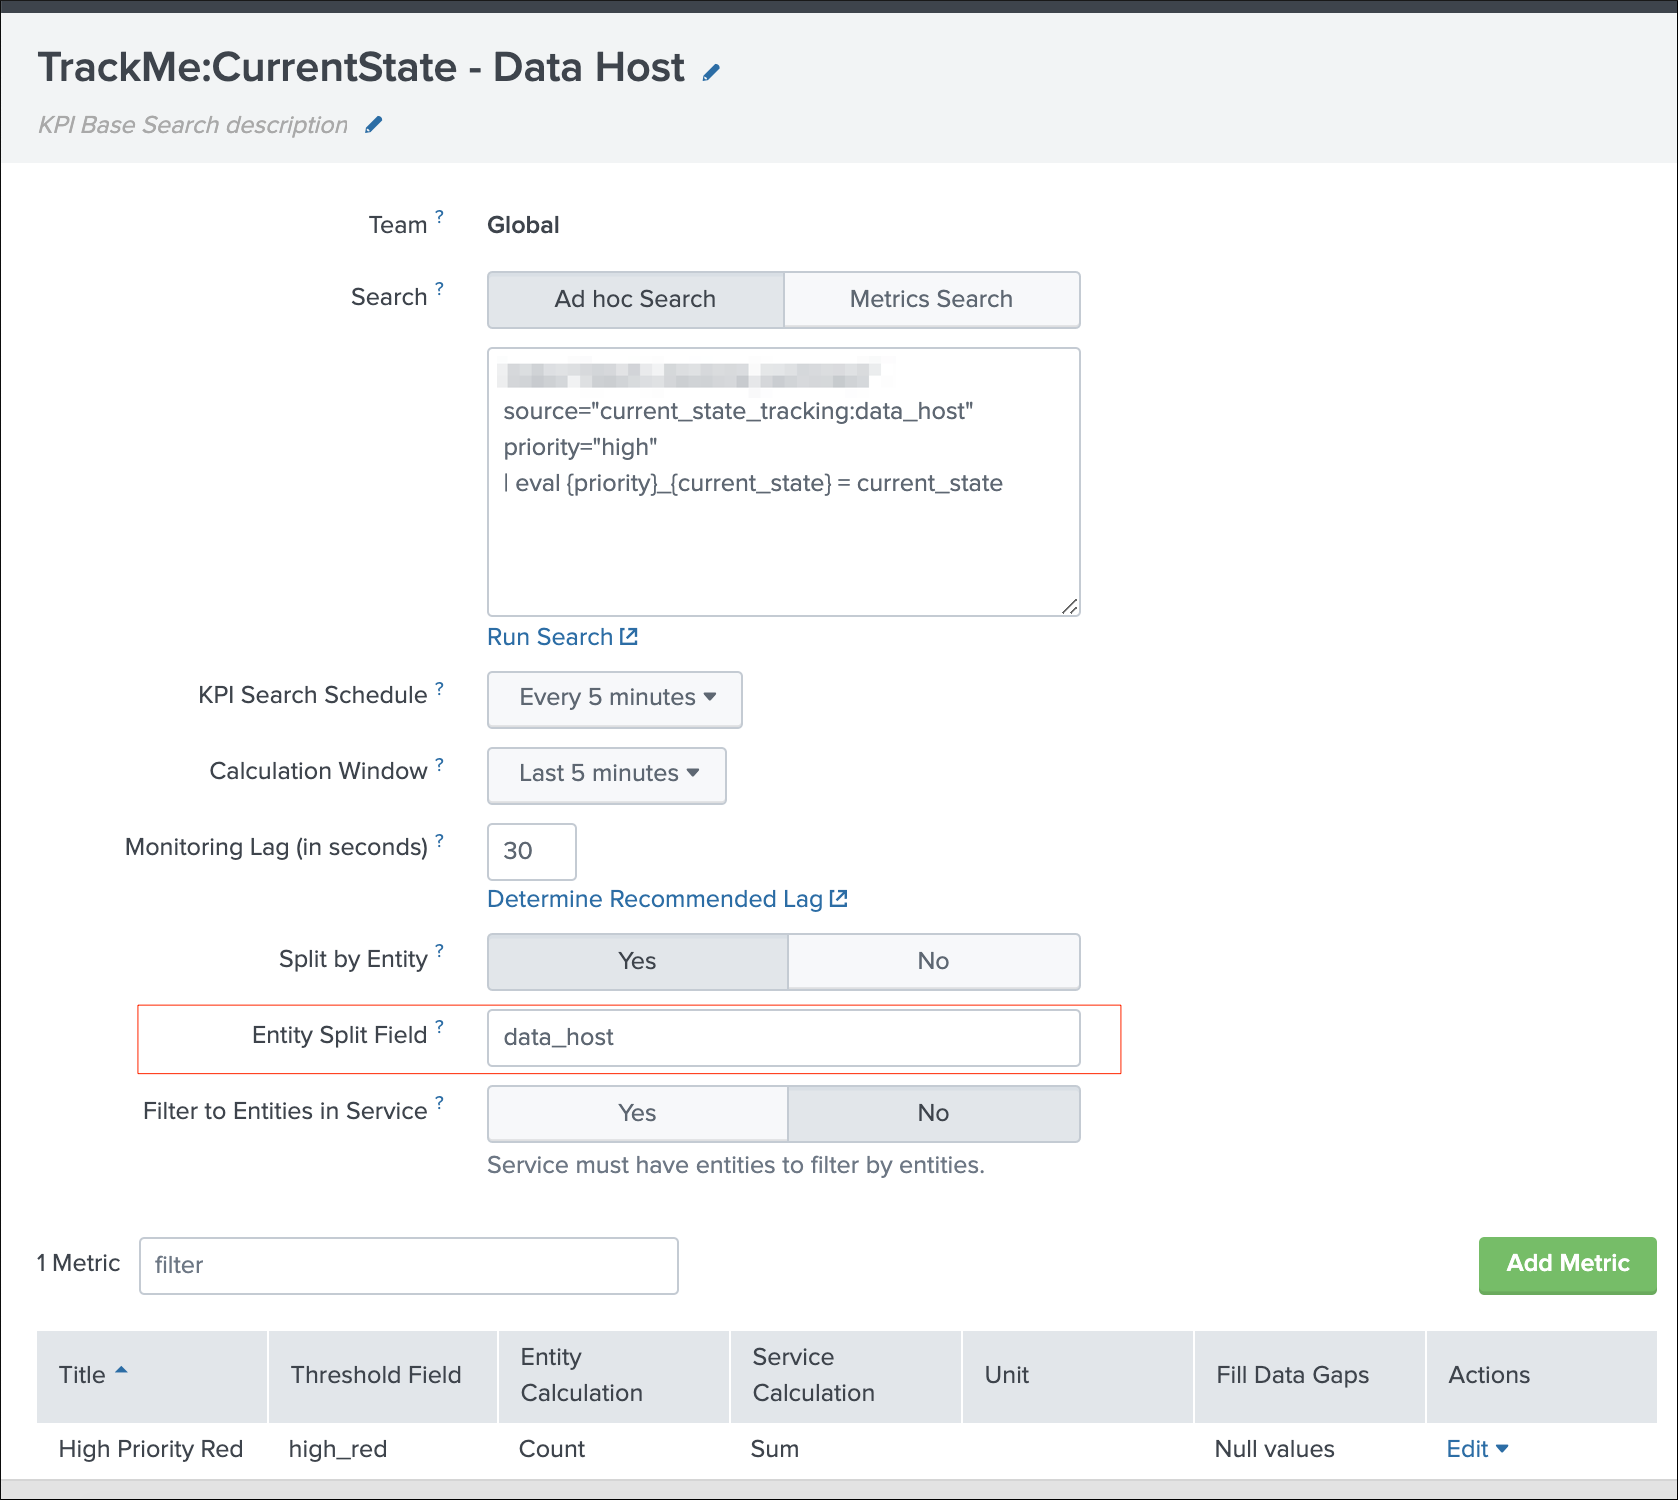 TrackMe:CurrentState - Data Host
KPI Base Search description
Team ?
Global
Search ?
Ad hoc Search
Metrics Search
source="current_state_tracking:data_host"
priority="high"
| eval {priority}_{current_state} = current_state
Run Search
KPI Search Schedule ?
Every 5 minutes
Calculation Window ?
Last 5 minutes
Monitoring Lag (in seconds) ?
30
Determine Recommended Lag
Split by Entity ?
Yes
No
Entity Split Field ?
data_host
Filter to Entities in Service ?
Yes
No
Service must have entities to filter by entities.
1 Metric
filter
Add Metric
Title
Threshold Field
Entity
Calculation
Service
Calculation
Unit
Fill Data Gaps
Actions
High Priority Red
high_red
Count
Sum
Null values
Edit